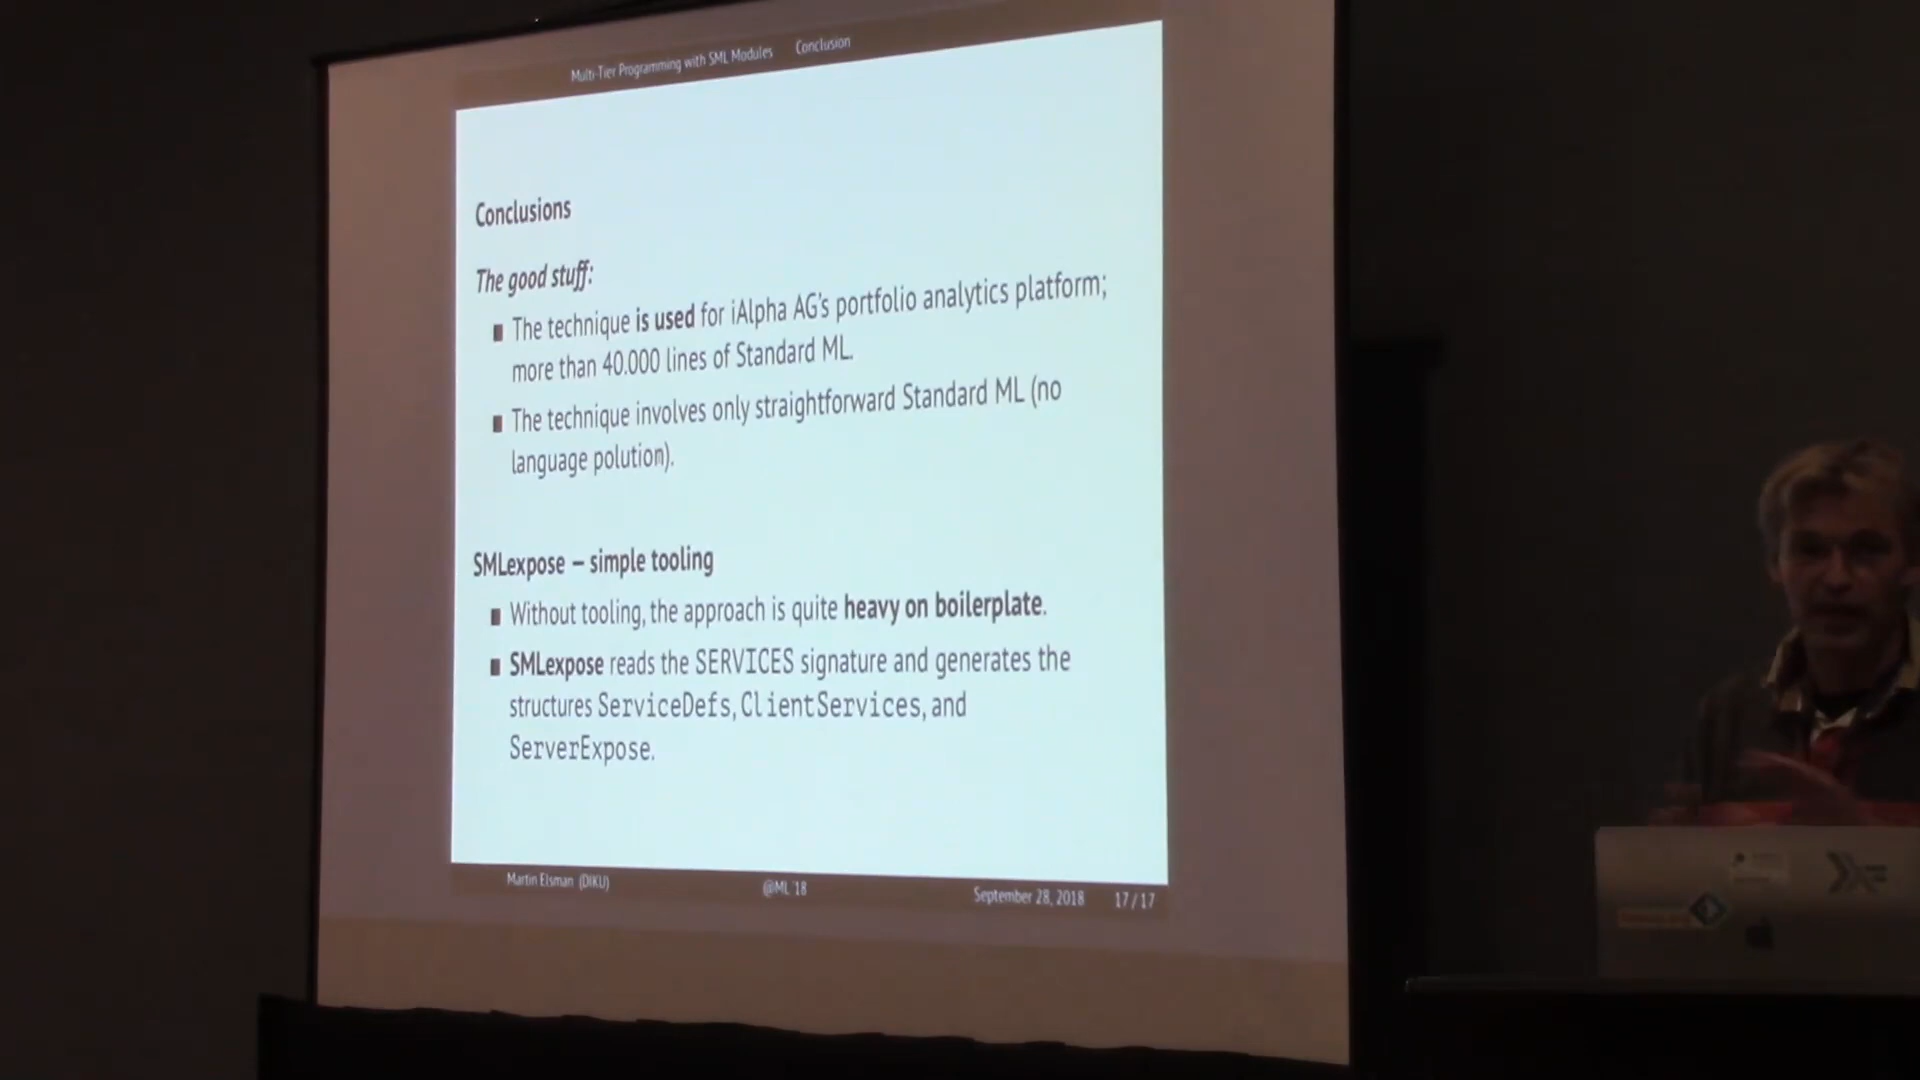 Multi-Tier Programming with SML Modules Conclusion
Conclusions
The good stuff:
The technique is used for iAlpha AG's portfolio analytics platform;
more than 40.000 lines of Standard ML.
The technique involves only straightforward Standard ML (no
language polution).
SMLexpose – simple tooling
Without tooling, the approach is quite heavy on boilerplate.
SMLexpose reads the SERVICES signature and generates the
structures ServiceDefs, ClientServices, and
ServerExpose.
Martin Elsman (DIKU) @ML '18 September 28, 2018 17/17